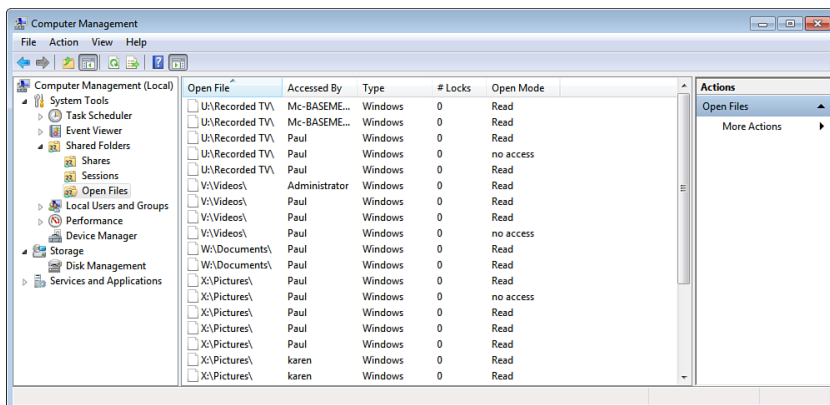 Computer Management
File Action View Help
Computer Management (Local)
System Tools
Task Scheduler
Event Viewer
Shared Folders
Shares
Sessions
Open Files
Local Users and Groups
Performance
Device Manager
Storage
Disk Management
Services and Applications
Open File Accessed By Type # Locks Open Mode
U:\Recorded TV\ Mc-BASEME... Windows 0 Read
U:\Recorded TV\ Mc-BASEME... Windows 0 Read
U:\Recorded TV\ Paul Windows 0 Read
U:\Recorded TV\ Paul Windows 0 no access
U:\Recorded TV\ Paul Windows 0 Read
V:\Videos\ Administrator Windows 0 Read
V:\Videos\ Paul Windows 0 Read
V:\Videos\ Paul Windows 0 Read
V:\Videos\ Paul Windows 0 no access
W:\Documents\ Paul Windows 0 Read
W:\Documents\ Paul Windows 0 Read
X:\Pictures\ Paul Windows 0 Read
X:\Pictures\ Paul Windows 0 no access
X:\Pictures\ Paul Windows 0 Read
X:\Pictures\ Paul Windows 0 Read
X:\Pictures\ Paul Windows 0 Read
X:\Pictures\ karen Windows 0 Read
X:\Pictures\ karen Windows 0 Read
Actions
Open Files
More Actions